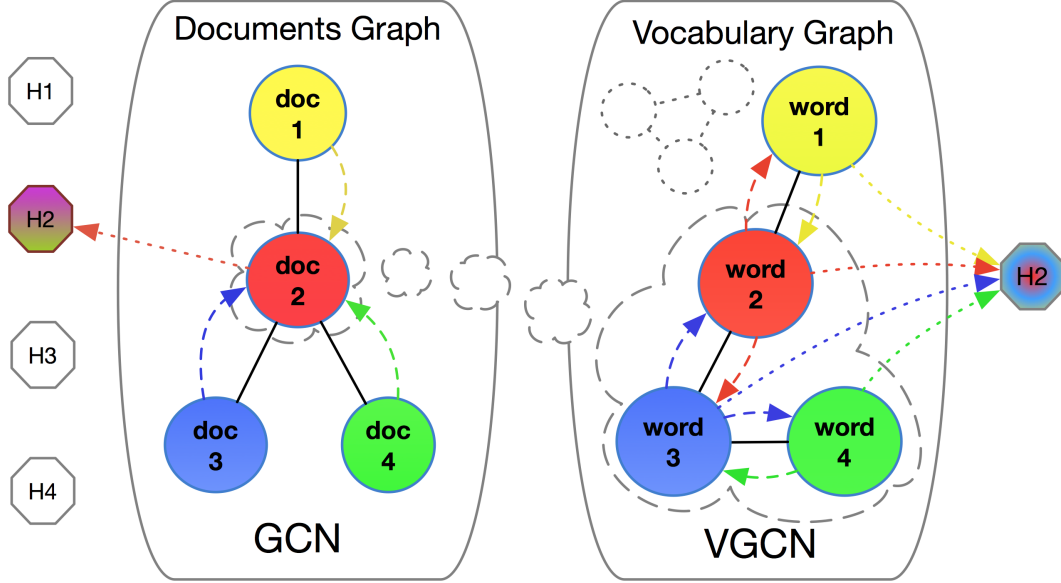 Documents Graph
H1
H2
H3
H4
doc
1
doc
2
doc
3
doc
4
GCN
Vocabulary Graph
word
1
word
2
word
3
word
4
H2
VGCN